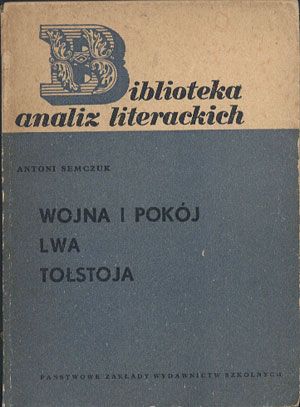 Biblioteka
analiz literackich
ANTONI SEMCZUK
WOJNA I POKÓJ
LWA
TOŁSTOJA
PAŃSTWOWE ZAKŁADY WYDAWNICTW SZKOLNYCH